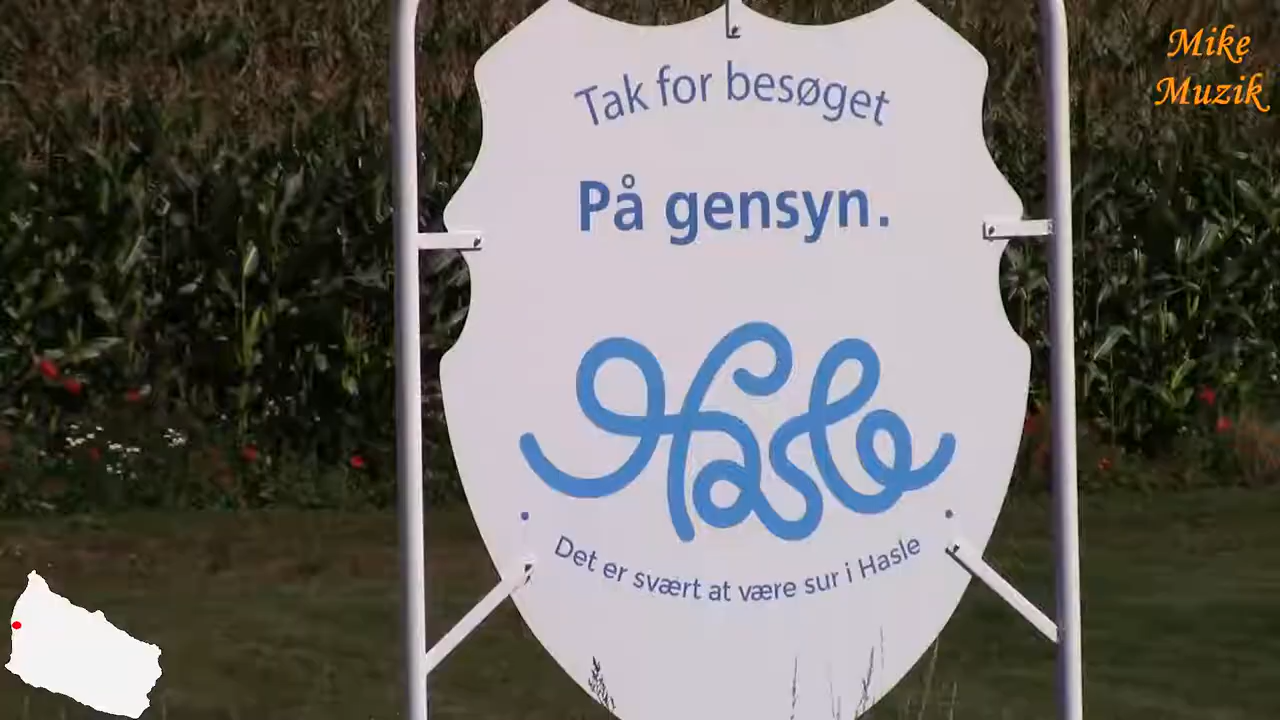 Mike
Muzik
Tak for besøget
På gensyn.
Hasle
Det er svært at være sur i Hasle